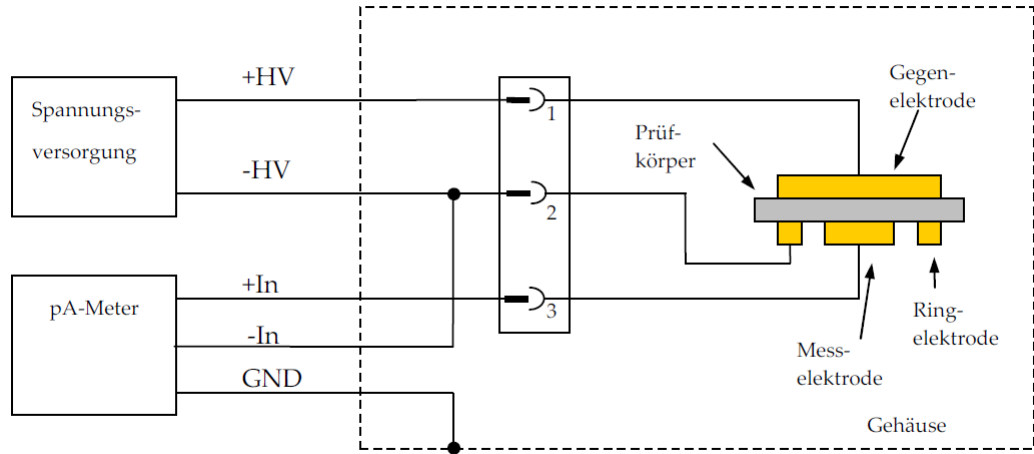 Spannungs-
versorgung
+HV
-HV
pA-Meter
+In
-In
GND
1
2
3
Prüf-
körper
Gegen-
elektrode
Mess-
elektrode
Ring-
elektrode
Gehäuse